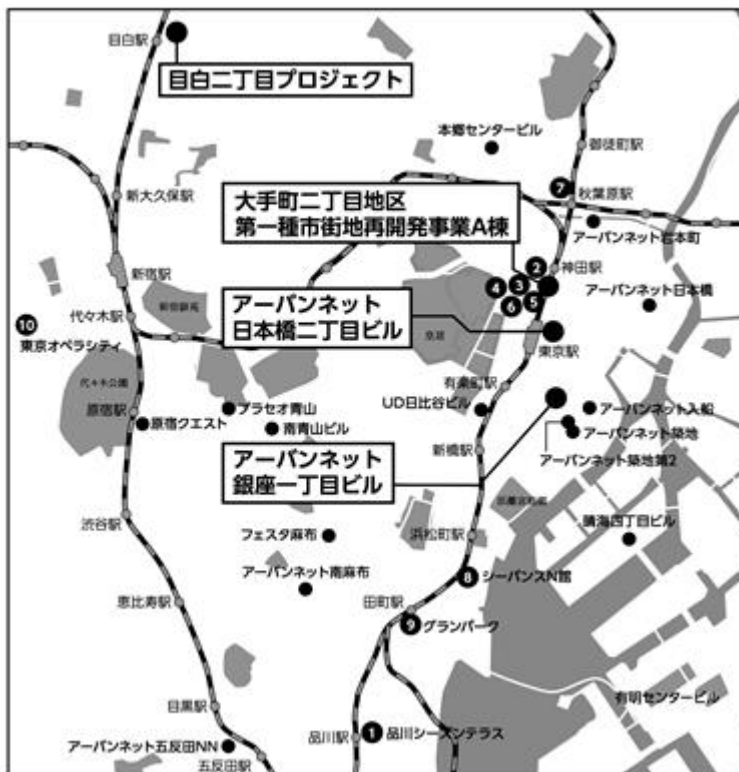 目白駅
目白二丁目プロジェクト
本郷センタービル
御徒町駅
7
秋葉原駅
新大久保駅
大手町二丁目地区
第一種市街地再開発事業A棟
アーバンネット岩本町
2
神田駅
新宿駅
4
3
6
5
アーバンネット日本橋
新宿御苑
皇居
代々木駅
10
東京オペラシティ
アーバンネット
日本橋二丁目ビル
東京駅
代々木公園
有楽町駅
プラセオ青山
UD日比谷ビル
アーバンネット入船
原宿駅
原宿クエスト
南青山ビル
アーバンネット築地
アーバンネット築地第2
新橋駅
アーバンネット
銀座一丁目ビル
渋谷駅
フェスタ麻布
浜松町駅
晴海四丁目ビル
アーバンネット南麻布
8
シーバンスN館
恵比寿駅
田町駅
9
グランパーク
目黒駅
有明センタービル
品川駅
1
品川シーズンテラス
アーバンネット五反田NN
五反田駅